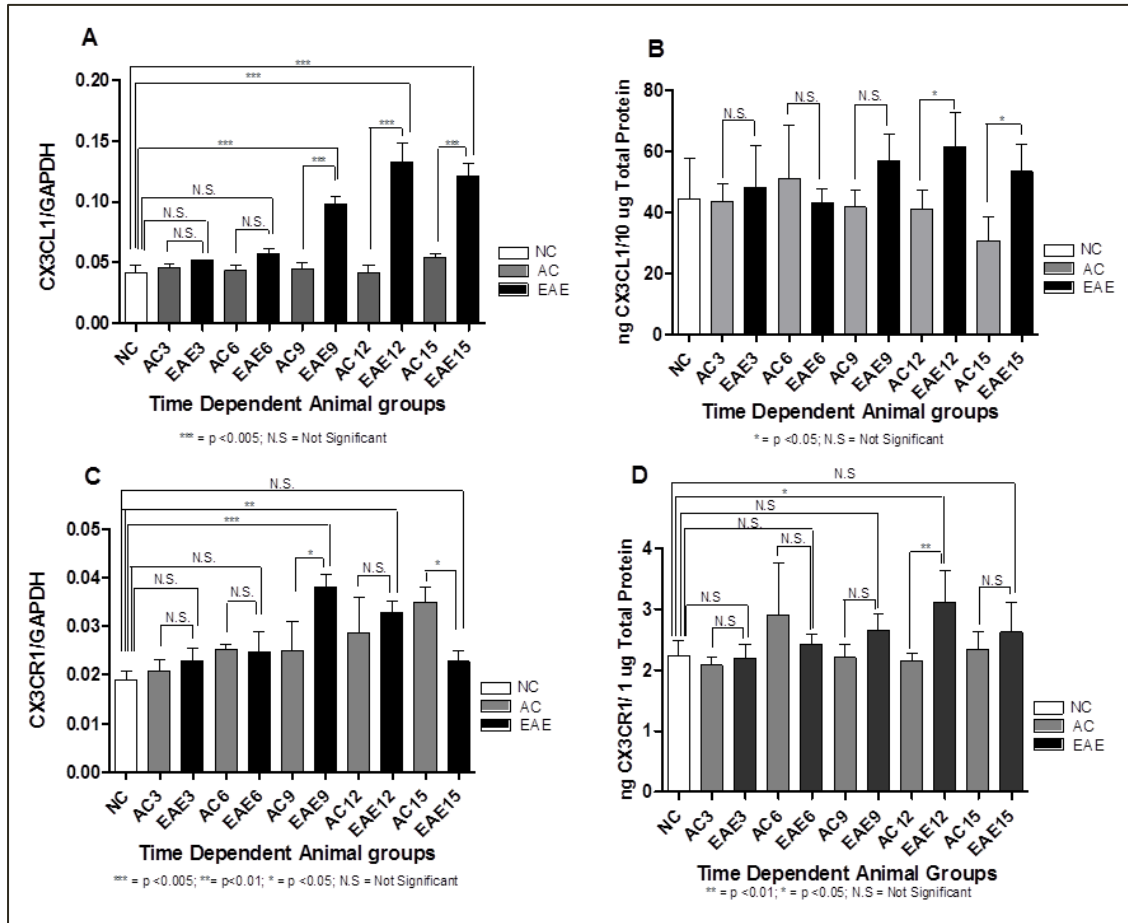 A
CX3CL1/GAPDH
0.20
0.15
0.10
0.05
0.00
***
***
***
N.S.
N.S.
N.S.
N.S.
***
***
***
NC
AC
EAE
NC AC3 EAE3 AC6 EAE6 AC9 EAE9 AC12 EAE12 AC15 EAE15
Time Dependent Animal groups
*** = p <0.005; N.S = Not Significant
B
ng CX3CL1/10 ug Total Protein
80
60
40
20
0
N.S.
N.S.
N.S.
*
*
NC
AC
EAE
NC AC3 EAE3 AC6 EAE6 AC9 EAE9 AC12 EAE12 AC15 EAE15
Time Dependent Animal groups
* = p <0.05; N.S = Not Significant
C
CX3CR1/GAPDH
0.05
0.04
0.03
0.02
0.01
0.00
N.S.
**
***
N.S.
N.S.
N.S.
N.S.
*
N.S.
*
NC
AC
EAE
NC AC3 EAE3 AC6 EAE6 AC9 EAE9 AC12 EAE12 AC15 EAE15
Time Dependent Animal groups
*** = p <0.005; **= p<0.01; * = p <0.05; N.S = Not Significant
D
ng CX3CR1/ 1 ug Total Protein
4
3
2
1
0
N.S
*
N.S
N.S.
N.S
N.S
N.S.
N.S
**
N.S
NC
AC
EAE
NC AC3 EAE3 AC6 EAE6 AC9 EAE9 AC12 EAE12 AC15 EAE15
Time Dependent Animal Groups
** = p <0.01; * = p <0.05; N.S = Not Significant